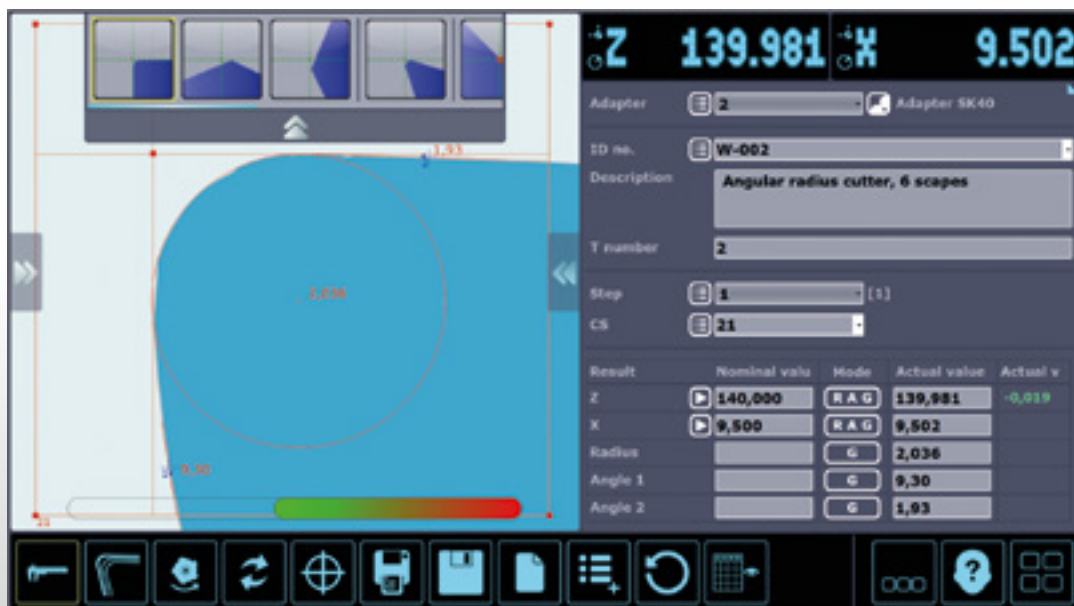 Z 139.981 X 9.502
Adapter 2 Adapter SK40
ID no. W-002
Description Angular radius cutter, 6 scapes
T number 2
Step 1 [1]
CS 21
Result Nominal valu Mode Actual value Actual v
Z 140,000 R A G 139,981 -0,019
X 9,500 R A G 9,502
Radius G 2,036
Angle 1 G 9,30
Angle 2 G 1,93
1,93
2,036
9,30
21